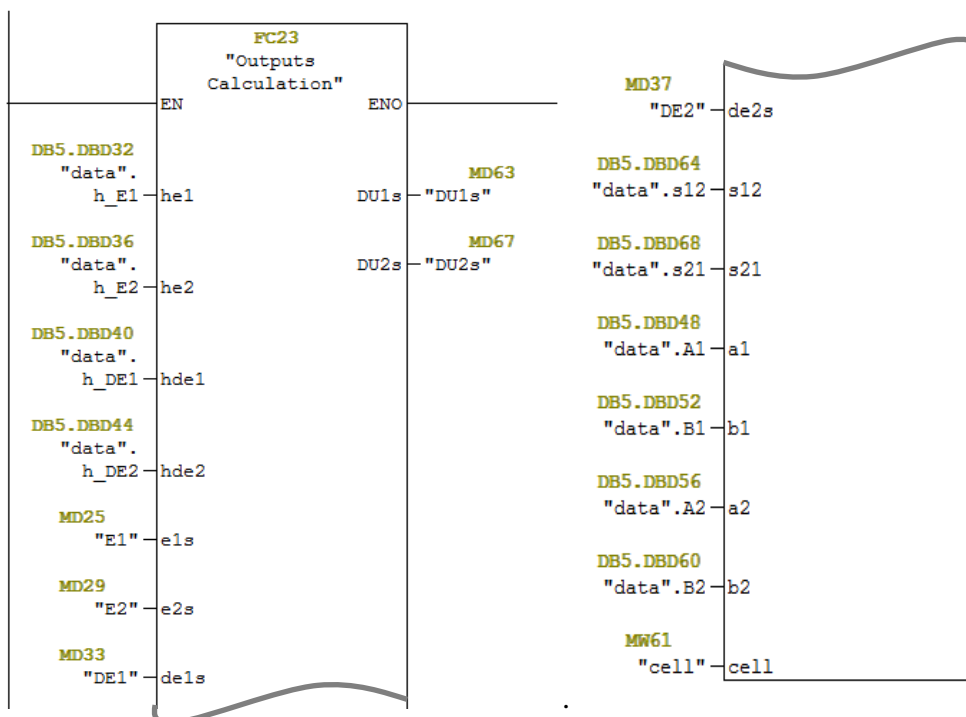 FC23
"Outputs
Calculation"
EN ENO
DB5.DBD32
"data".
h_E1 he1
MD63
DU1s "DU1s"
DB5.DBD36
"data".
h_E2 he2
MD67
DU2s "DU2s"
DB5.DBD40
"data".
h_DE1 hde1
DB5.DBD44
"data".
h_DE2 hde2
MD25
"E1" e1s
MD29
"E2" e2s
MD33
"DE1" de1s
MD37
"DE2" de2s
DB5.DBD64
"data".s12 s12
DB5.DBD68
"data".s21 s21
DB5.DBD48
"data".A1 a1
DB5.DBD52
"data".B1 b1
DB5.DBD56
"data".A2 a2
DB5.DBD60
"data".B2 b2
MW61
"cell" cell
.